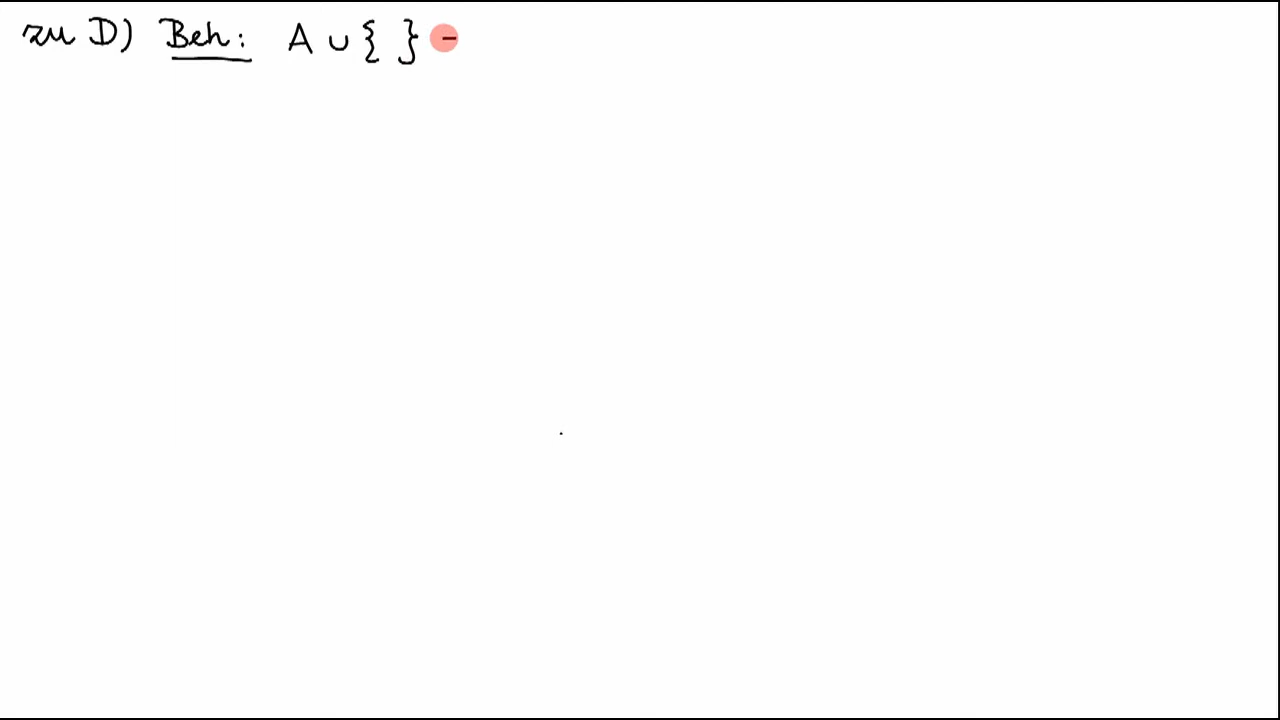 zu D) Beh: A ∪ { } -